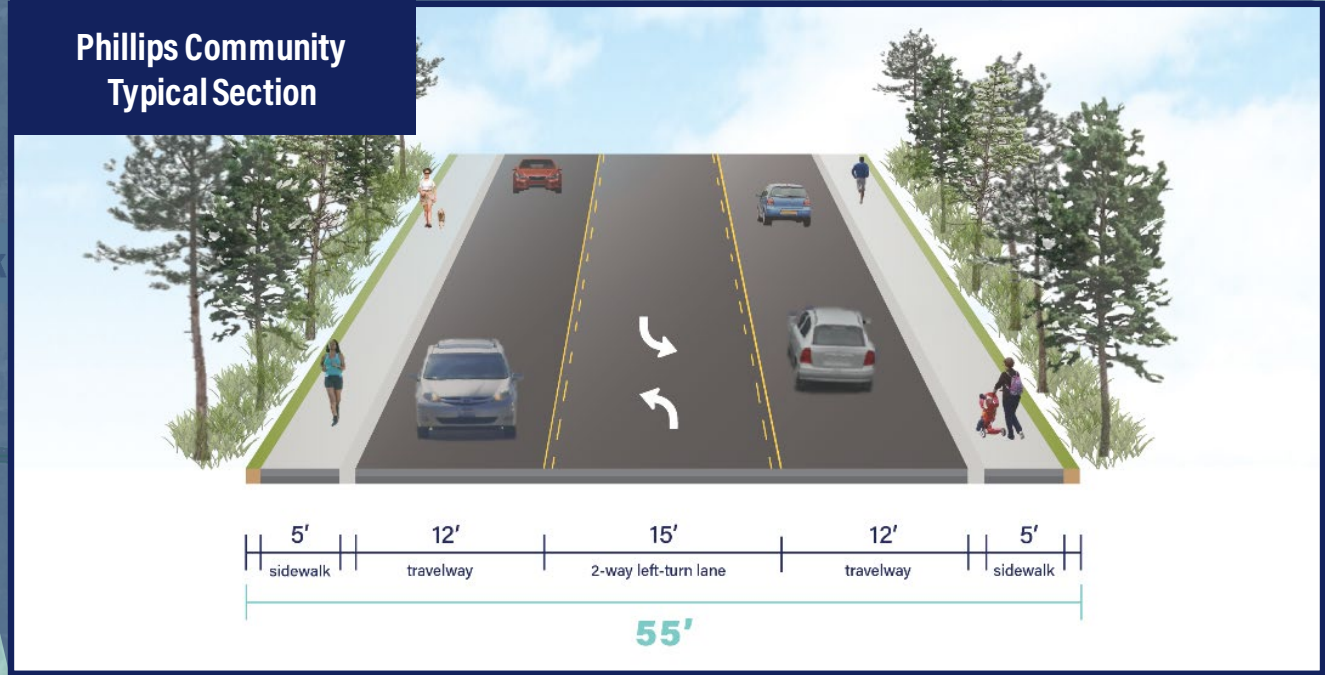 Phillips Community
Typical Section
5′ 12′ 15′ 12′ 5′
sidewalk travelway 2-way left-turn lane travelway sidewalk
55′